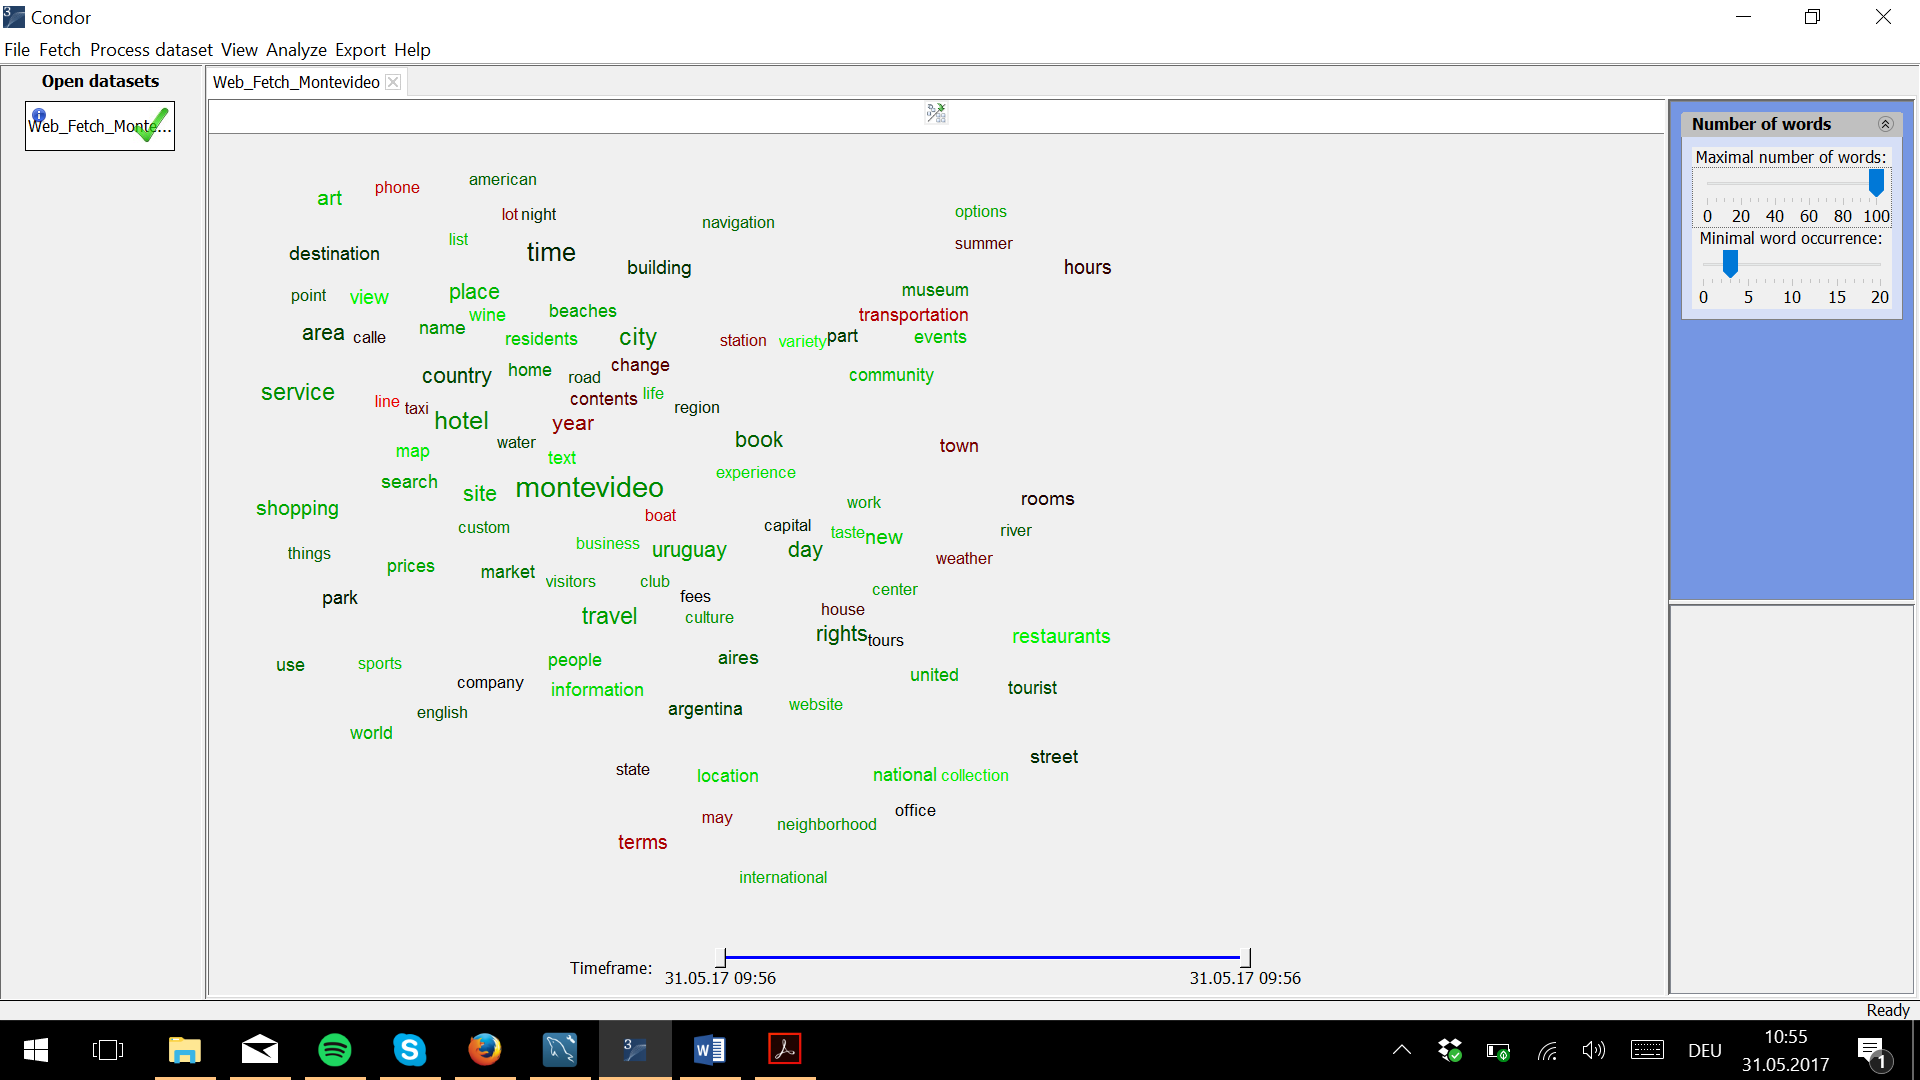 Condor
File Fetch Process dataset View Analyze Export Help
Open datasets
Web_Fetch_Monte...
Web_Fetch_Montevideo
Number of words
Maximal number of words:
0 20 40 60 80 100
Minimal word occurrence:
0 5 10 15 20
american
phone
art
lot night
options
navigation
list
summer
time
destination
building
hours
museum
place
point
view
beaches
wine
transportation
name
area
calle
residents
city
station
variety
part
events
change
home
country
road
community
service
life
contents
line
taxi
region
hotel
year
book
water
town
map
text
experience
search
montevideo
site
rooms
work
shopping
boat
capital
custom
river
taste
new
business
uruguay
day
things
weather
prices
market
visitors
club
center
park
fees
house
travel
culture
rights
tours
restaurants
aires
people
use
sports
united
company
information
tourist
website
argentina
english
world
street
state
location
national
collection
office
may
neighborhood
terms
international
Timeframe:
31.05.17 09:56
31.05.17 09:56
Ready
DEU
10:55
31.05.2017
1